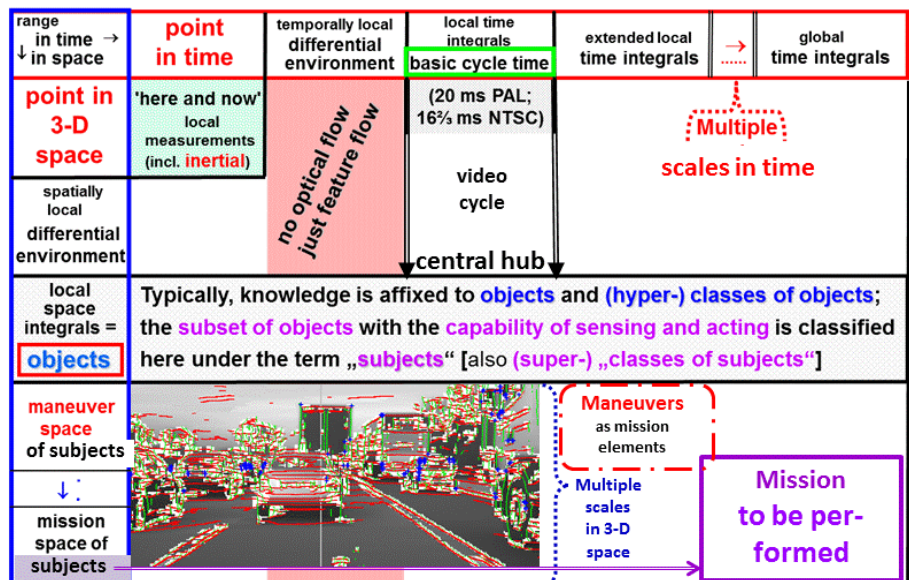 range
in time →
↓ in space
point
in time
temporally local
differential
environment
local time
integrals
basic cycle time
extended local
time integrals
→
......
global
time integrals
point in
3-D
space
'here and now'
local
measurements
(incl. inertial)
no optical flow
just feature flow
(20 ms PAL;
16⅔ ms NTSC)
video
cycle
Multiple
scales in time
spatially
local
differential
environment
central hub
local
space
integrals =
objects
Typically, knowledge is affixed to objects and (hyper-) classes of objects;
the subset of objects with the capability of sensing and acting is classified
here under the term „subjects“ [also (super-) „classes of subjects“]
maneuver
space
of subjects
↓:
mission
space of
subjects
Maneuvers
as mission
elements
Multiple
scales
in 3-D
space
Mission
to be per-
formed